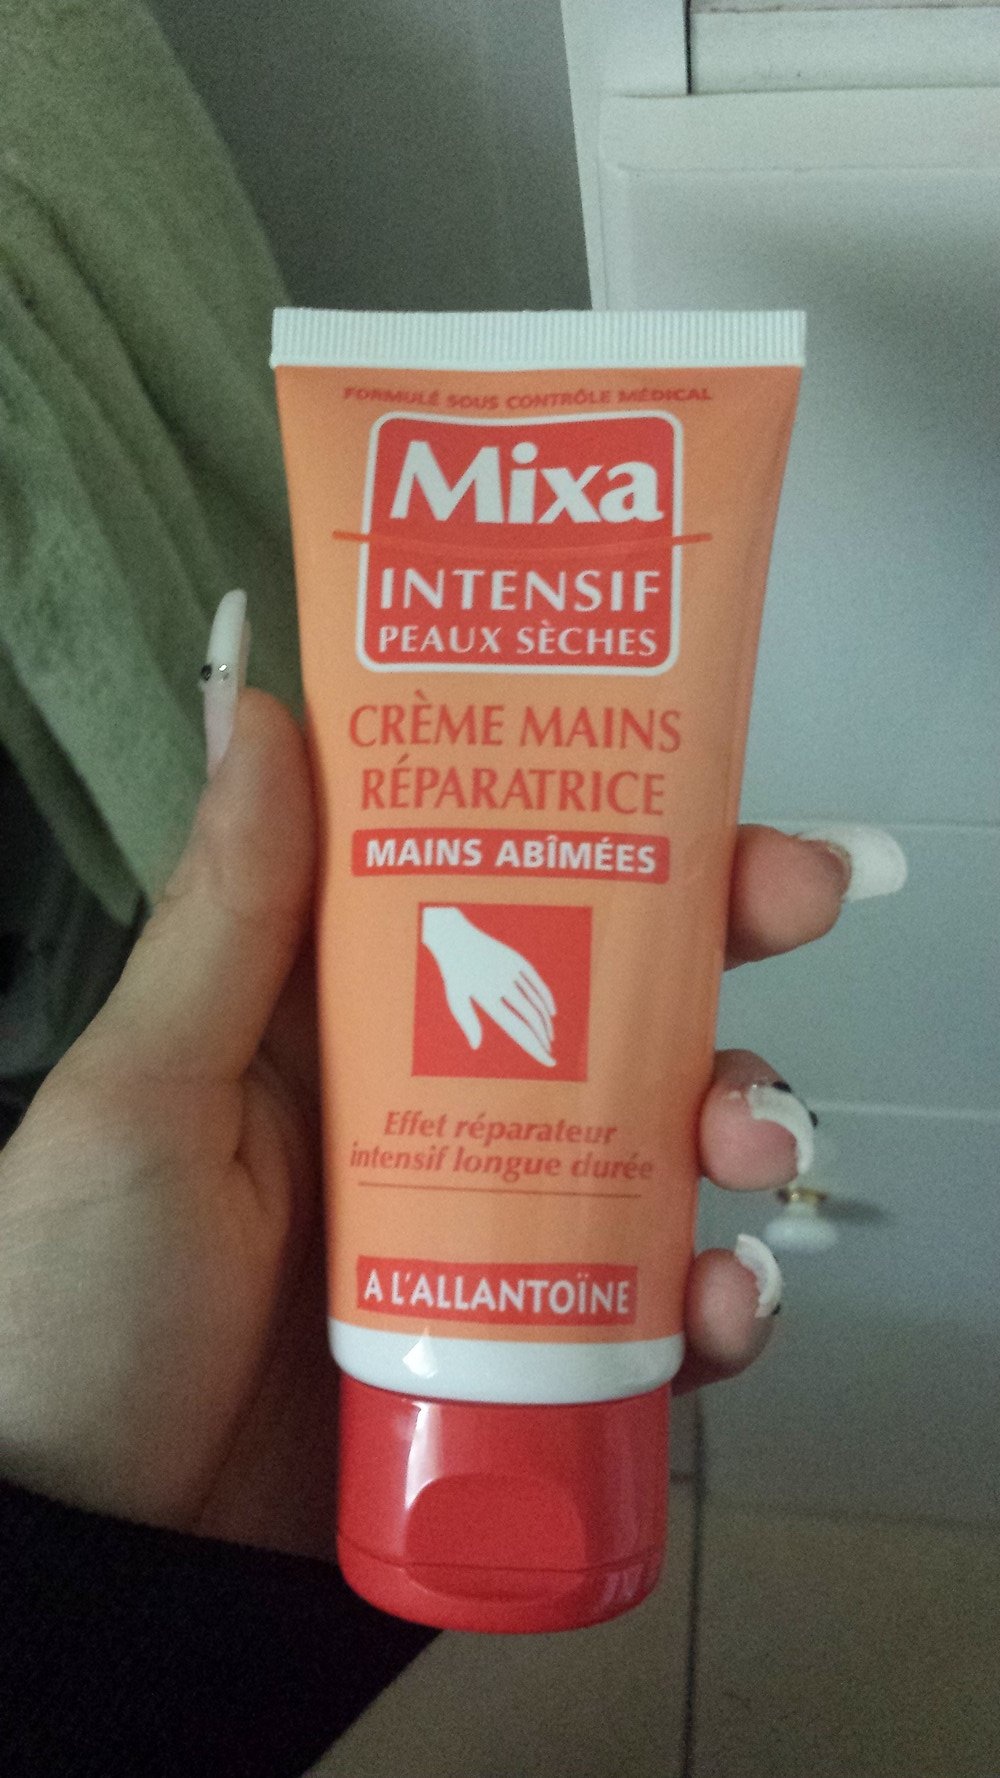 FORMULÉ SOUS CONTRÔLE MÉDICAL
Mixa
INTENSIF
PEAUX SÈCHES
CRÈME MAINS
RÉPARATRICE
MAINS ABÎMÉES
Effet réparateur
intensif longue durée
A L'ALLANTOÏNE